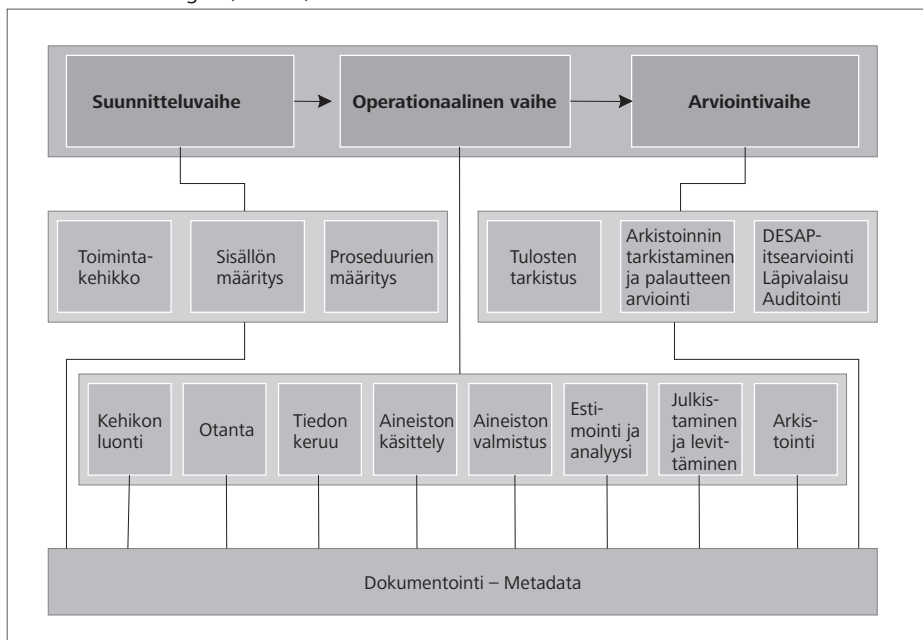 Suunnitteluvaihe
Operationaalinen vaihe
Arviointivaihe
Toiminta-
kehikko
Sisällön
määritys
Proseduurien
määritys
Tulosten
tarkistus
Arkistoinnin
tarkistaminen
ja palautteen
arviointi
DESAP-
itsearviointi
Läpivalaisu
Auditointi
Kehikon
luonti
Otanta
Tiedon
keruu
Aineiston
käsittely
Aineiston
valmistus
Esti-
mointi ja
analyysi
Julkis-
taminen
ja levit-
täminen
Arkis-
tointi
Dokumentointi – Metadata